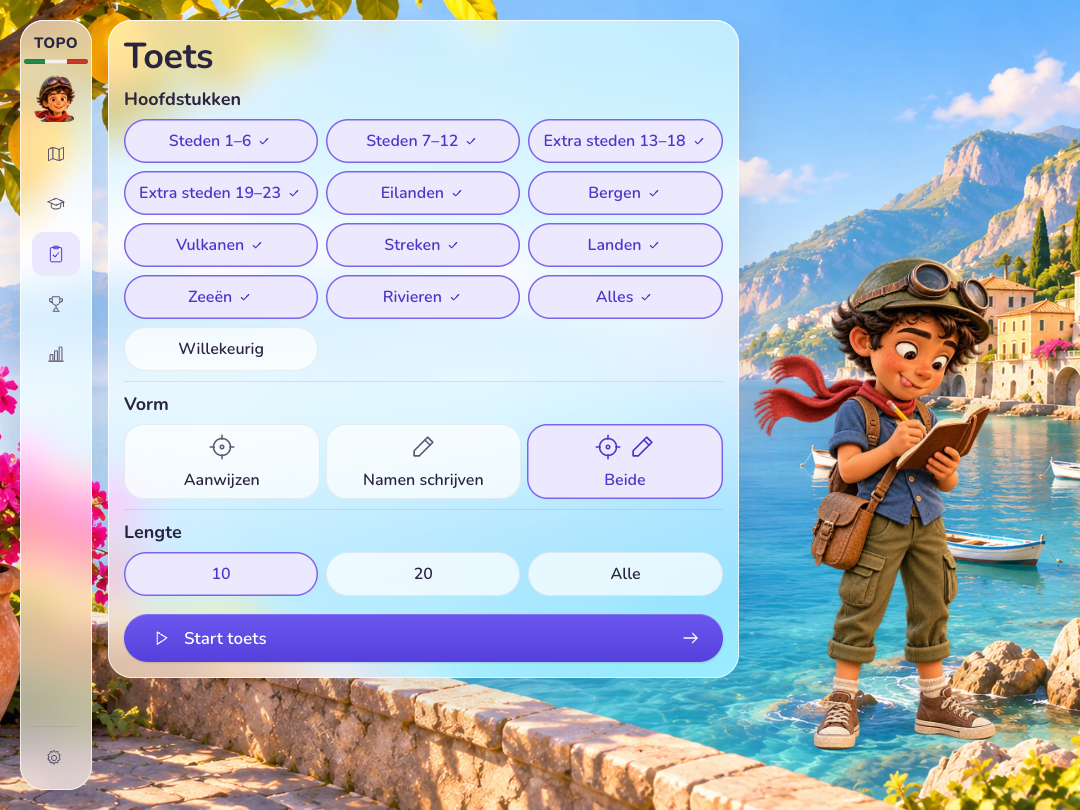 TOPO
Toets
Hoofdstukken
Steden 1–6
Steden 7–12
Extra steden 13–18
Extra steden 19–23
Eilanden
Bergen
Vulkanen
Streken
Landen
Zeeën
Rivieren
Alles
Willekeurig
Vorm
Aanwijzen
Namen schrijven
Beide
Lengte
10
20
Alle
Start toets